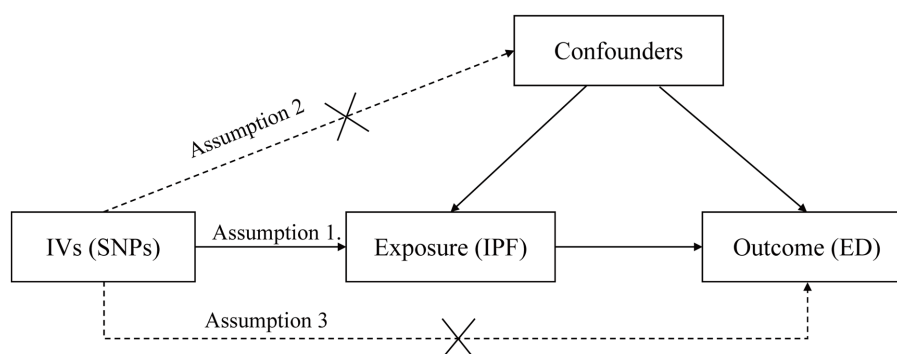 Confounders
Assumption 2
IVs (SNPs)
Assumption 1.
Exposure (IPF)
Outcome (ED)
Assumption 3